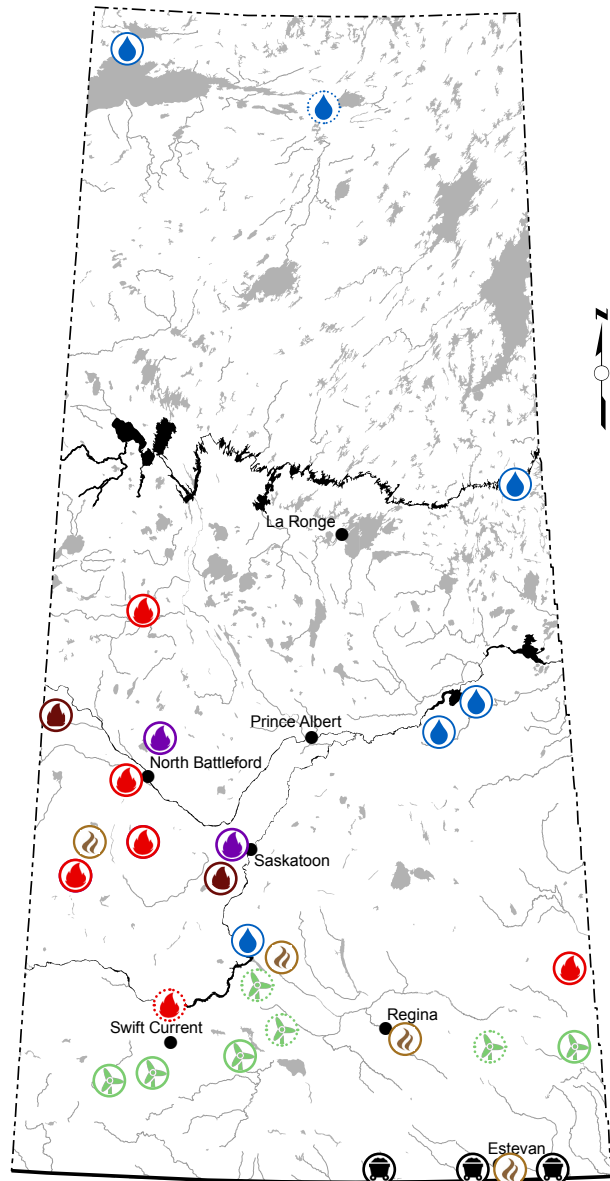 N
La Ronge
Prince Albert
North Battleford
Saskatoon
Regina
Swift Current
Estevan